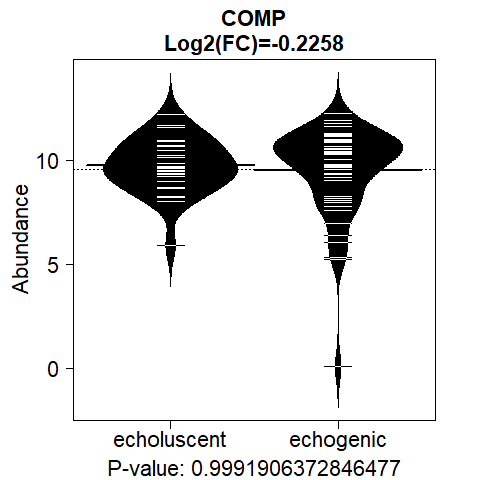 COMP
Log2(FC)=-0.2258
Abundance
10
5
0
echoluscent echogenic
P-value: 0.9991906372846477